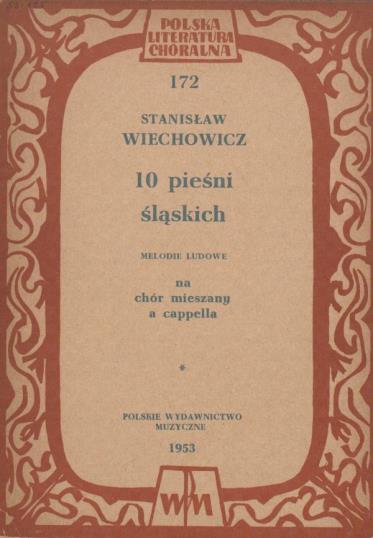 POLSKA
LITERATURA
CHÓRALNA
172
STANISŁAW
WIECHOWICZ
10 pieśni
śląskich
MELODIE LUDOWE
na
chór mieszany
a cappella
*
POLSKIE WYDAWNICTWO
MUZYCZNE
1953
PWM